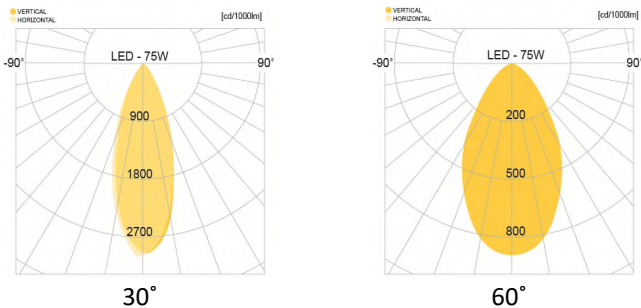 VERTICAL
HORIZONTAL
[cd/1000lm]
LED - 75W
-90°
90°
900
1800
2700
30°
VERTICAL
HORIZONTAL
[cd/1000lm]
LED - 75W
-90°
90°
200
500
800
60°